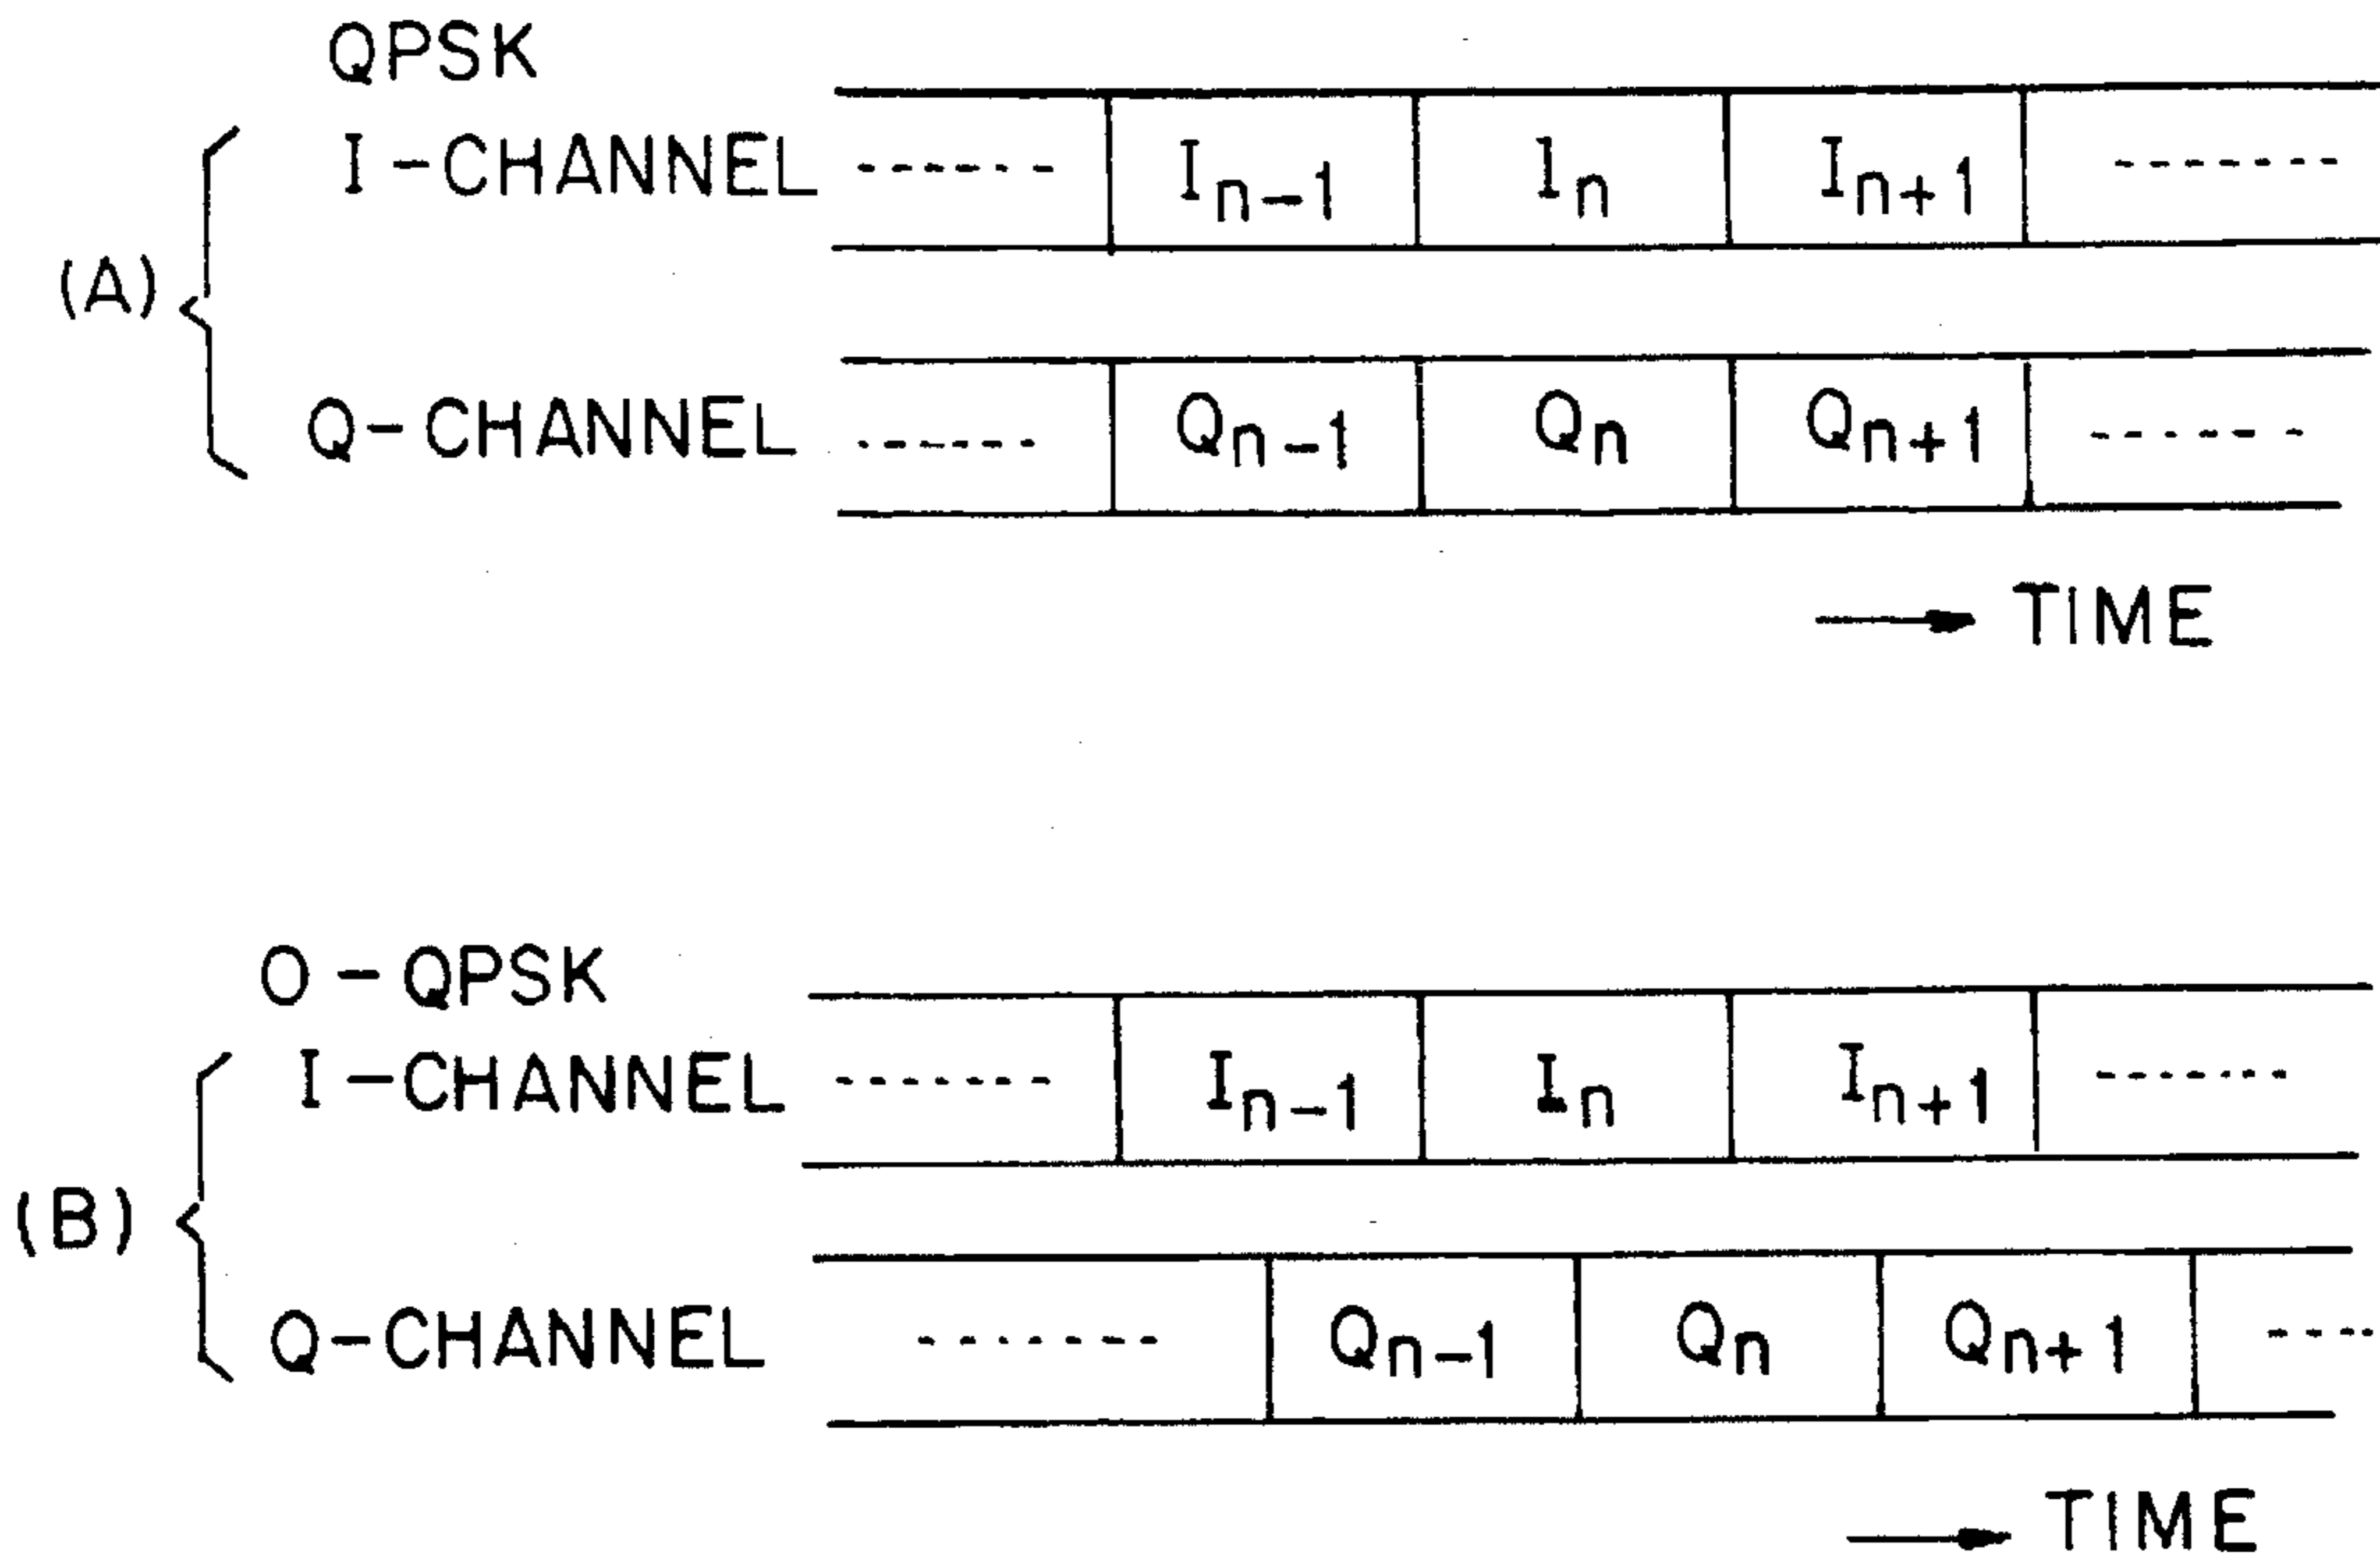 QPSK
I-CHANNEL ------ Iₙ₋₁ Iₙ Iₙ₊₁ -------
(A)
Q-CHANNEL ------ Qₙ₋₁ Qₙ Qₙ₊₁ ------
TIME
O-QPSK
I-CHANNEL ------- Iₙ₋₁ Iₙ Iₙ₊₁ -------
(B)
Q-CHANNEL ------- Qₙ₋₁ Qₙ Qₙ₊₁ ----
TIME